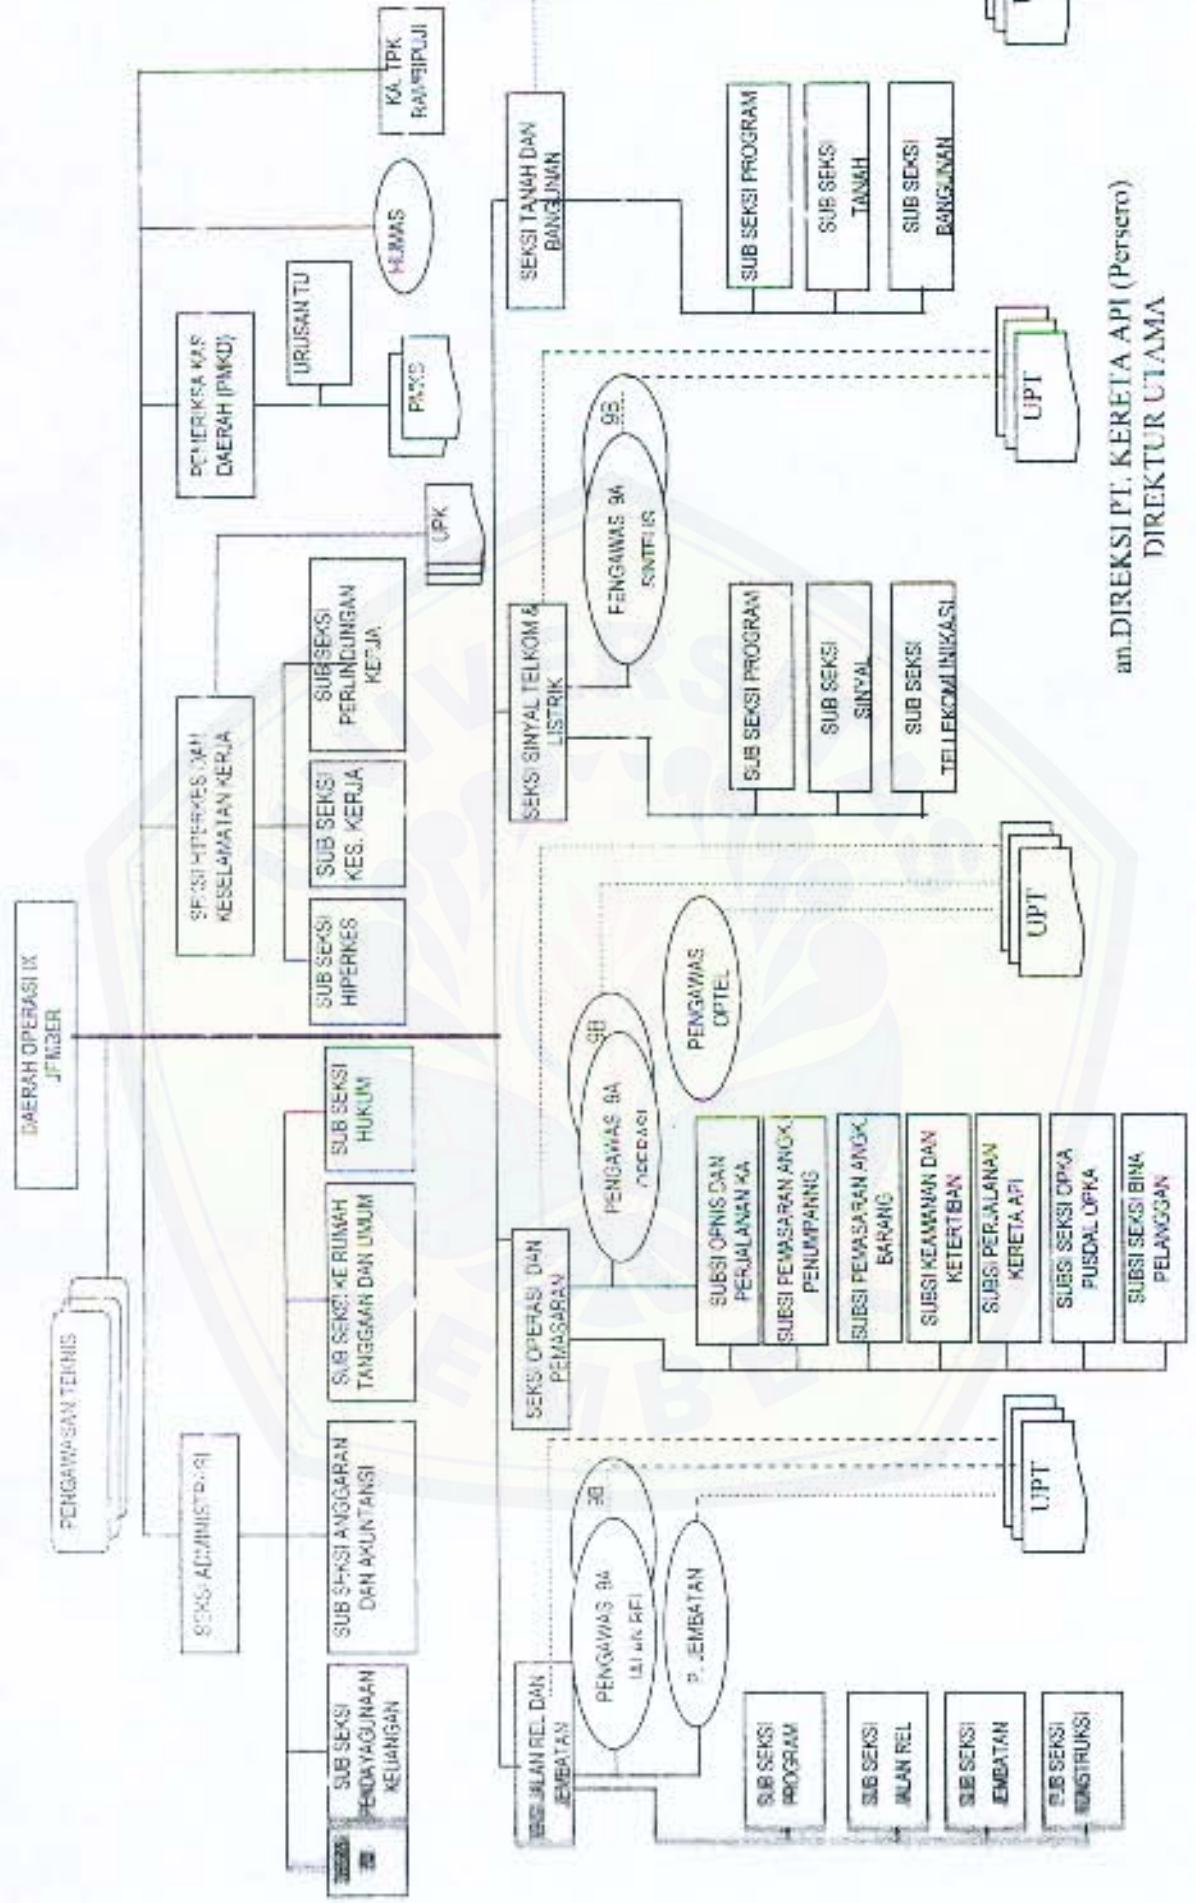 DAERAH OPERASI IX
JEMBER
PENGAWASAN TEKNIS
SEKSI ADMINISTRASI
SEKSI HIPERKES DAN
KESELAMATAN KERJA
PEMERIKSA KAS
DAERAH (PMKD)
URUSAN TU
PMKS
HUMAS
KA. TPK
RAMBIPUJI
UPK
SUB SEKSI
PENDAYAGUNAAN
KEUANGAN
SUB SEKSI ANGGARAN
DAN AKUNTANSI
SUB SEKSI KE RUMAH
TANGGAAN DAN UMUM
SUB SEKSI
HUKUM
SUB SEKSI
HIPERKES
SUB SEKSI
KES. KERJA
SUB SEKSI
PERLINDUNGAN
KERJA
JALAN REL DAN
JEMBATAN
SEKSI OPERASI DAN
PEMASARAN
SEKSI SINYAL TELKOM &
LISTRIK
SEKSI TANAH DAN
BANGUNAN
PENGAWAS 9A
JALAN REL
9B
P. JEMBATAN
PENGAWAS 9A
OPERASI
9B
PENGAWAS
OPTEL
PENGAWAS 9A
SINTELIS
9B
SUB SEKSI
PROGRAM
SUB SEKSI
JALAN REL
SUB SEKSI
JEMBATAN
SUB SEKSI
KONSTRUKSI
SUBSI OPNIS DAN
PERJALANAN KA
SUBSI PEMASARAN ANGK.
PENUMPANNG
SUBSI PEMASARAN ANGK.
BARANG
SUBSI KEAMANAN DAN
KETERTIBAN
SUBSI PERJALANAN
KERETA API
SUB SEKSI OPKA
PUSDAL OPKA
SUBSI SEKSI BINA
PELANGGAN
SUB SEKSI PROGRAM
SUB SEKSI
SINYAL
SUB SEKSI
TELLEKOMUNIKASI
SUB SEKSI PROGRAM
SUB SEKSI
TANAH
SUB SEKSI
BANGUNAN
UPT
UPT
UPT
an.DIREKSI PT. KERETA API (Persero)
DIREKTUR UTAMA
UNIVERSITAS
JEMBER